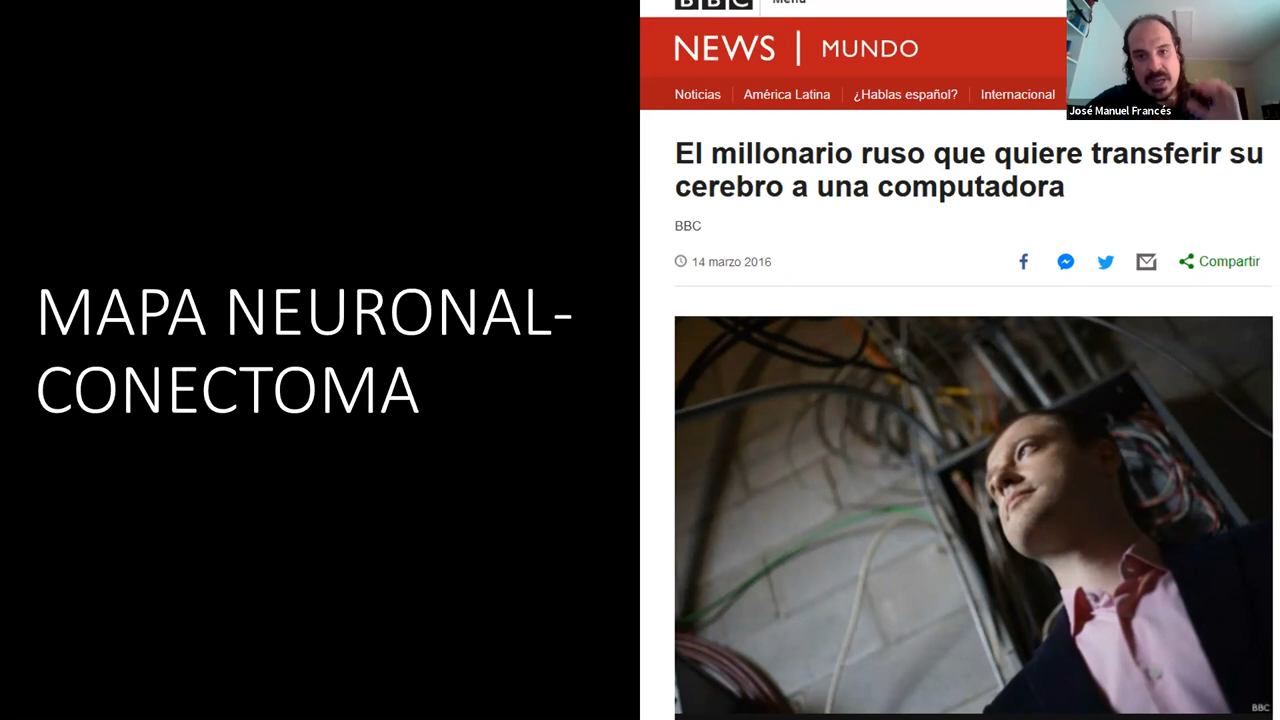 MAPA NEURONAL-
CONECTOMA
BBC
Menu
NEWS | MUNDO
Noticias
América Latina
¿Hablas español?
Internacional
José Manuel Francés
El millonario ruso que quiere transferir su
cerebro a una computadora
BBC
14 marzo 2016
Compartir
BBC